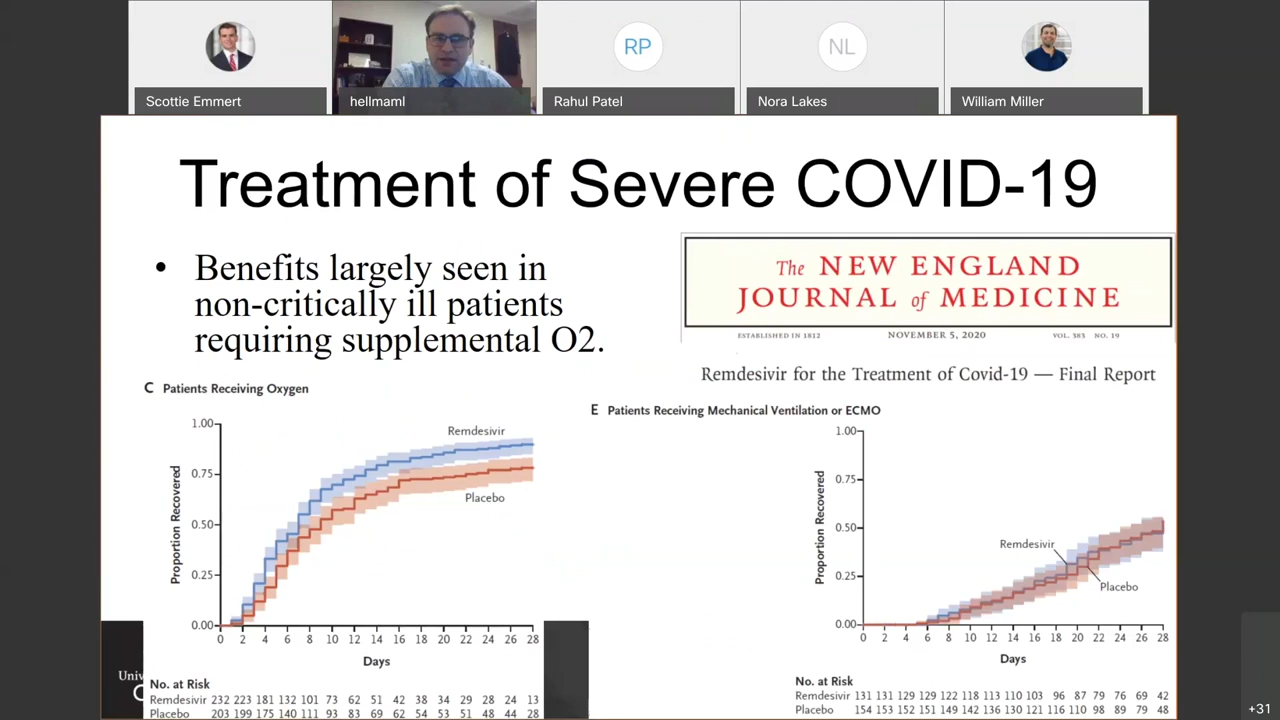 RP
NL
Scottie Emmert
hellmaml
Rahul Patel
Nora Lakes
William Miller
Treatment of Severe COVID-19
• Benefits largely seen in
non-critically ill patients
requiring supplemental O2.
The NEW ENGLAND
JOURNAL of MEDICINE
ESTABLISHED IN 1812 NOVEMBER 5, 2020 VOL. 383 NO. 19
Remdesivir for the Treatment of Covid-19 — Final Report
C Patients Receiving Oxygen
1.00
0.75
0.50
0.25
0.00
Proportion Recovered
Remdesivir
Placebo
0 2 4 6 8 10 12 14 16 18 20 22 24 26 28
Days
No. at Risk
Remdesivir 232 223 181 132 101 73 62 51 42 38 34 29 28 24 13
Placebo 203 199 175 140 111 93 83 69 62 54 53 51 48 44 28
E Patients Receiving Mechanical Ventilation or ECMO
1.00
0.75
0.50
0.25
0.00
Proportion Recovered
Remdesivir
Placebo
0 2 4 6 8 10 12 14 16 18 20 22 24 26 28
Days
No. at Risk
Remdesivir 131 131 129 129 122 118 113 110 103 96 87 79 76 69 42
Placebo 154 153 152 151 149 142 136 130 121 116 110 98 89 79 48
Univ
+31